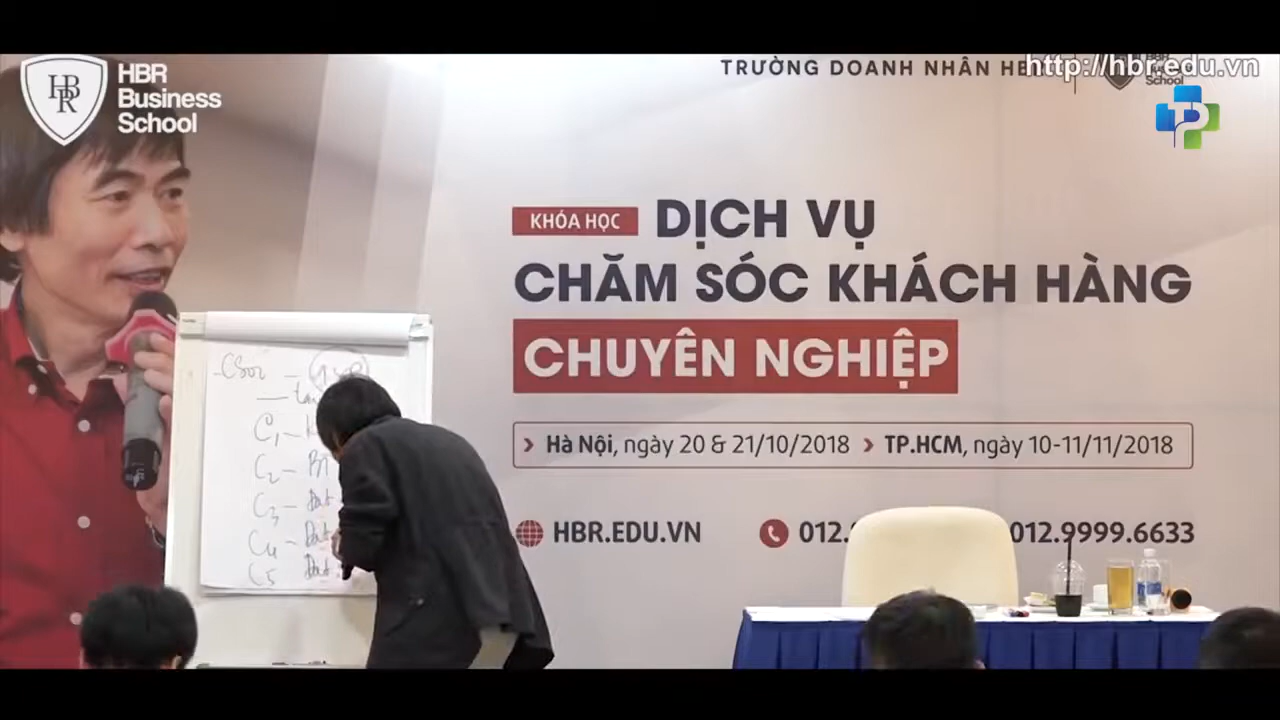 HBR
Business
School
TRƯỜNG DOANH NHÂN
http://hbr.edu.vn
School
KHÓA HỌC DỊCH VỤ
CHĂM SÓC KHÁCH HÀNG
CHUYÊN NGHIỆP
Hà Nội, ngày 20 & 21/10/2018 TP.HCM, ngày 10-11/11/2018
HBR.EDU.VN 012. 012.9999.6633
C1
C2
C3
C4
C5